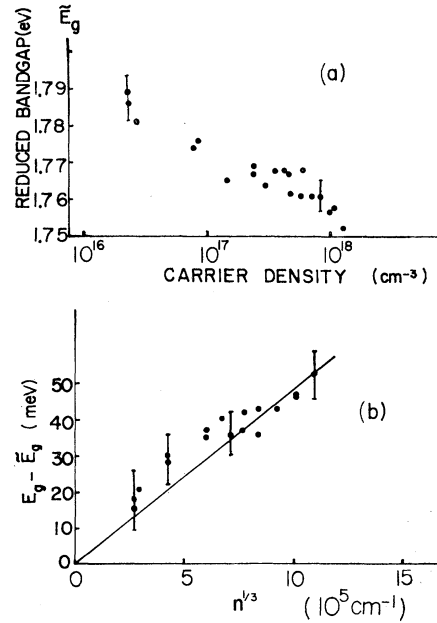 Ẽg
REDUCED BANDGAP(eV)
(a)
1.79
1.78
1.77
1.76
1.75
10^16
10^17
10^18
CARRIER DENSITY (cm⁻³)
(b)
Eg - Ẽg (meV)
50
40
30
20
10
0
0
5
10
15
n^1/3 (10^5 cm⁻¹)